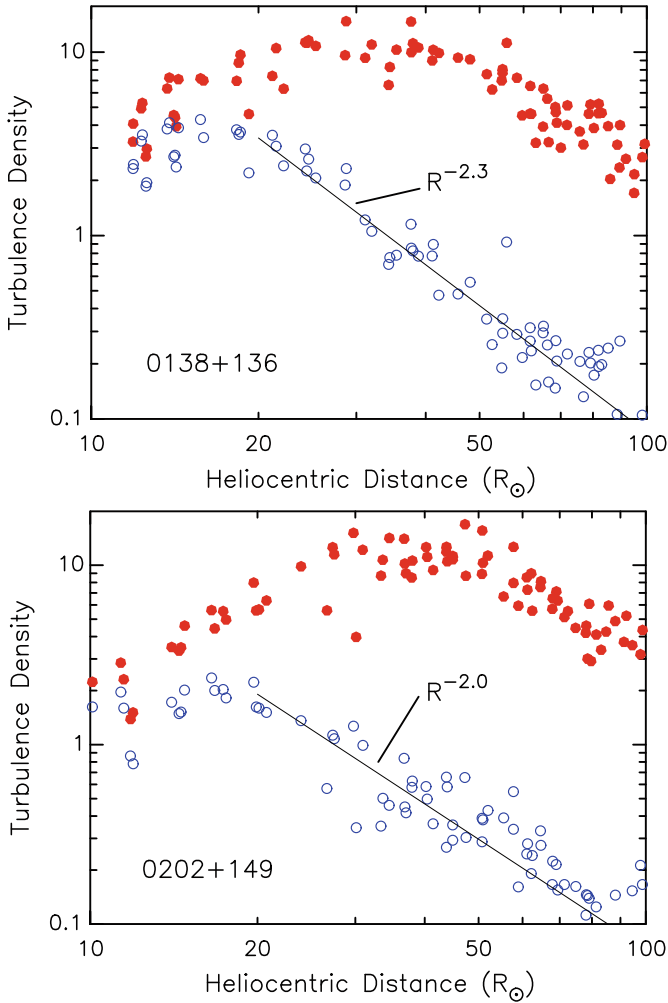 10
1
0.1
Turbulence Density
R⁻²·³
0138+136
10 20 50 100
Heliocentric Distance (R⊙)
10
1
0.1
Turbulence Density
R⁻²·⁰
0202+149
10 20 50 100
Heliocentric Distance (R⊙)